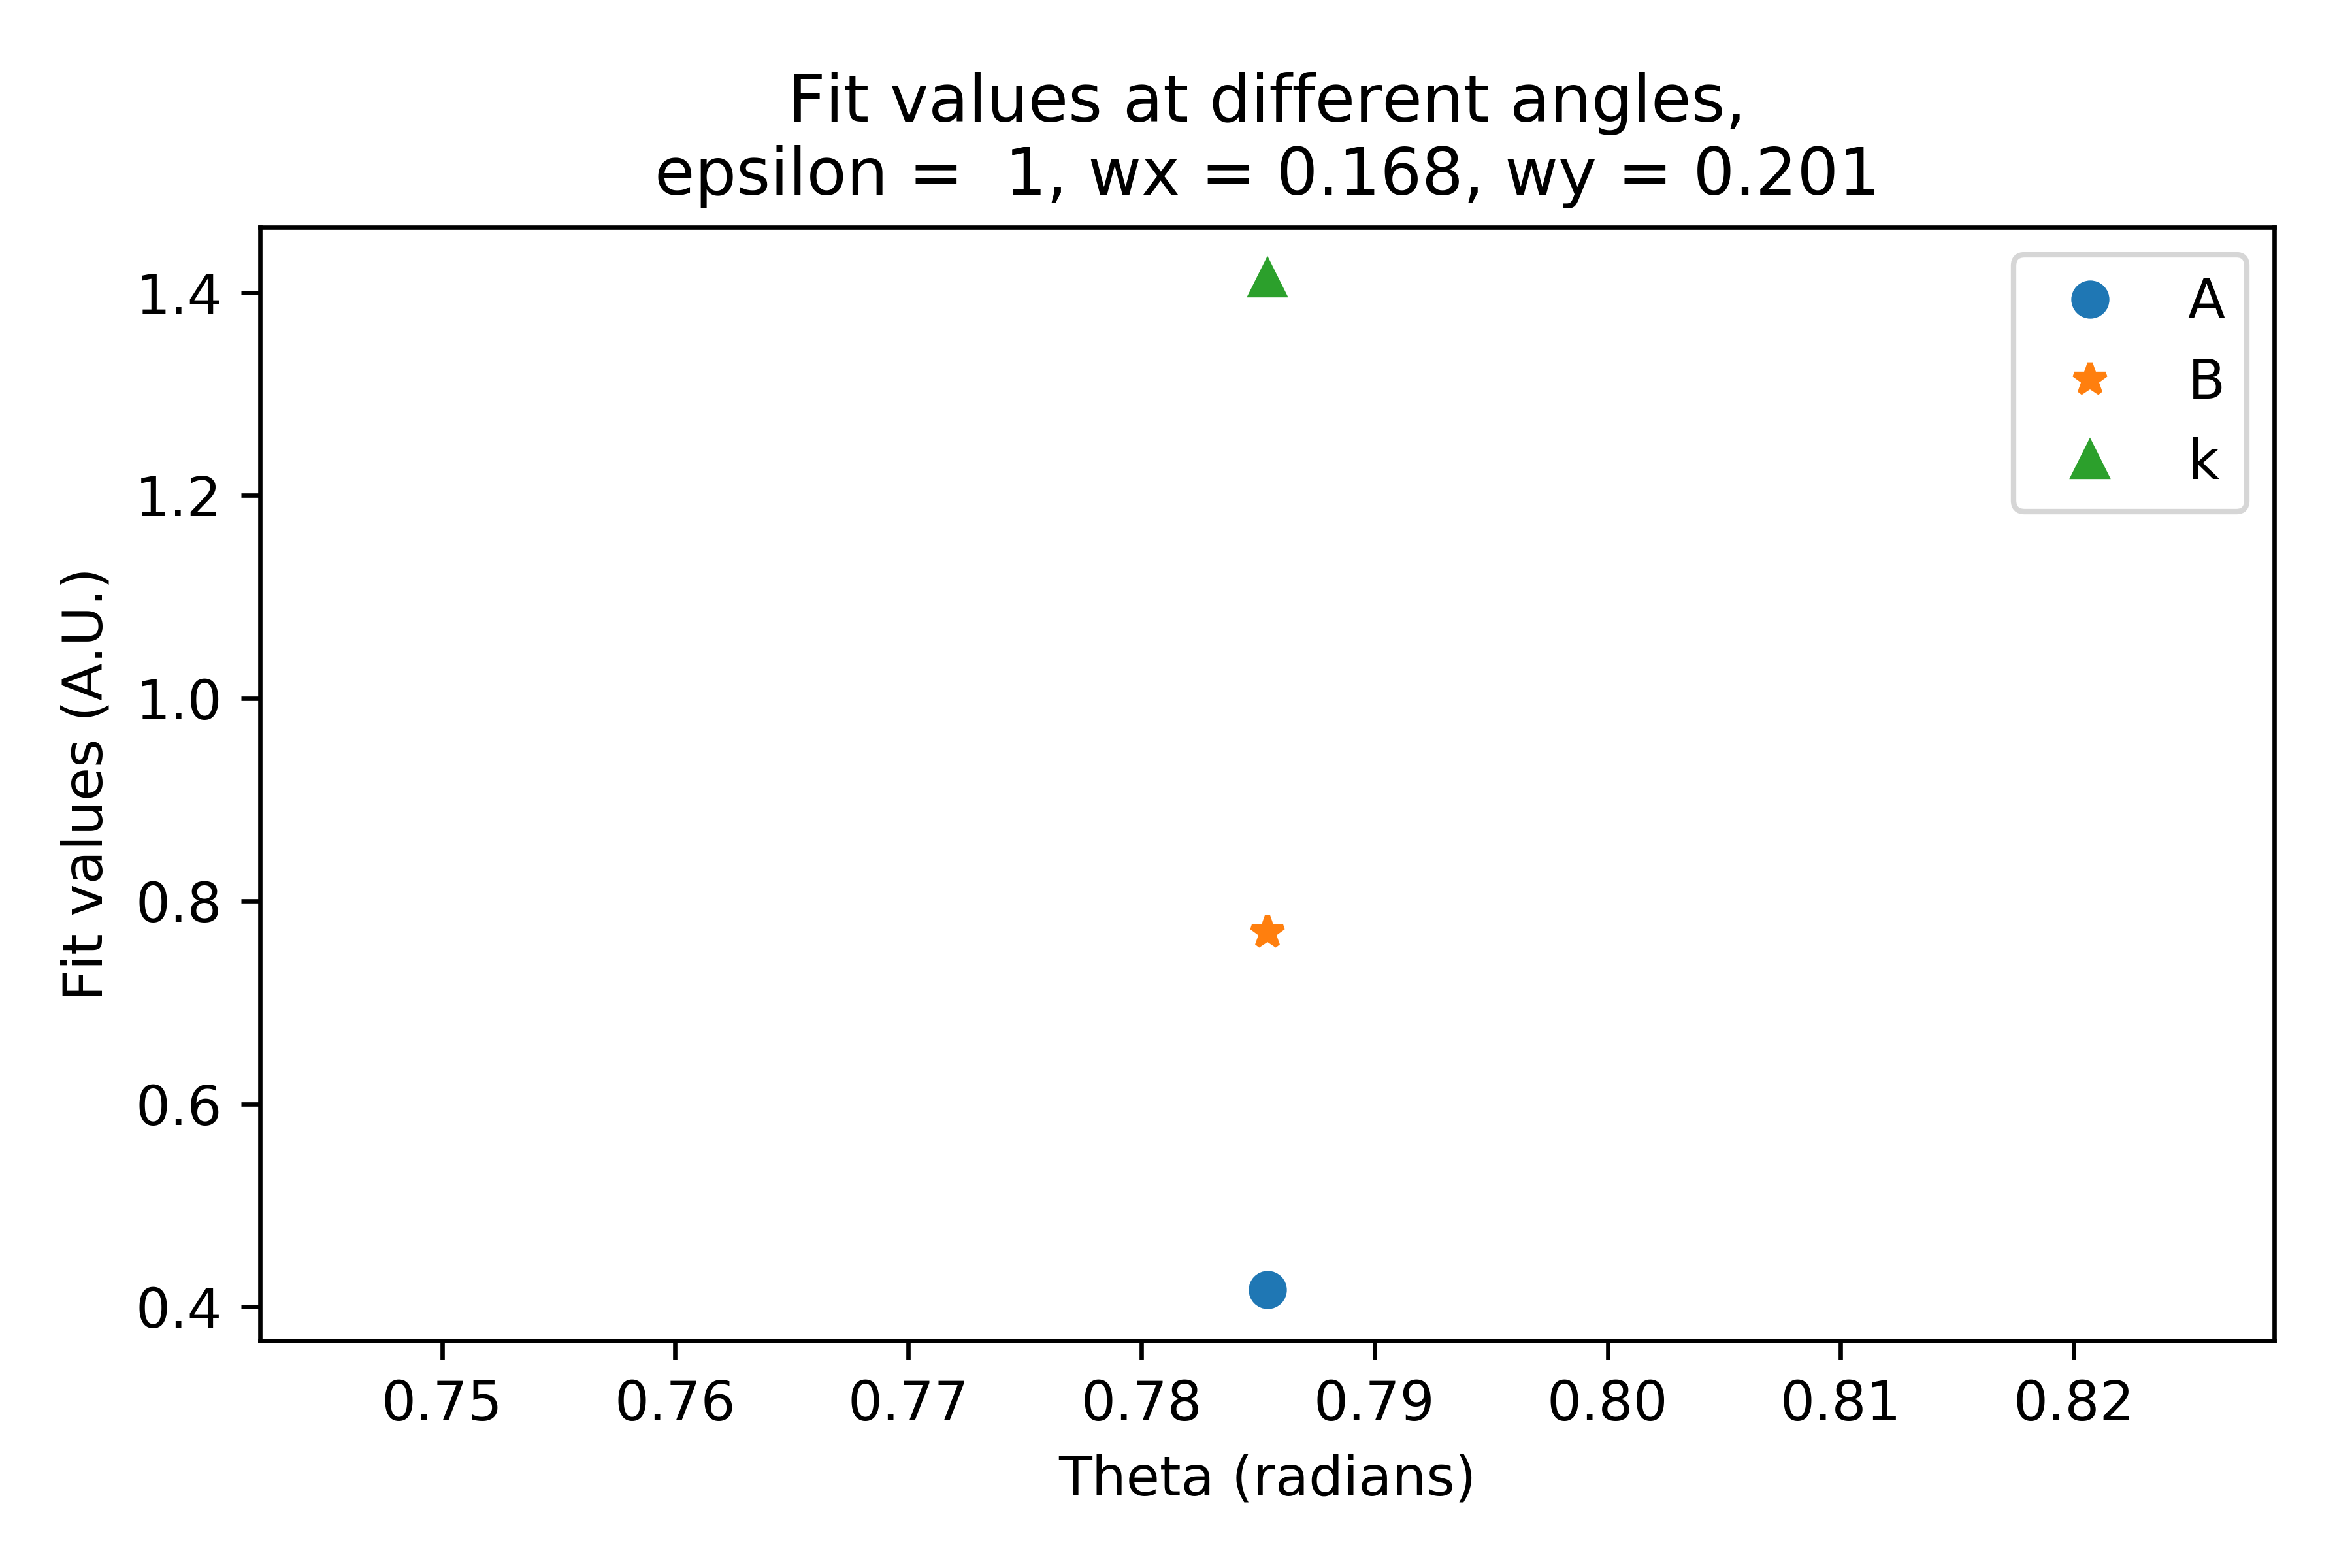 Fit values at different angles,
epsilon =  1, wx = 0.168, wy = 0.201
1.4
1.2
1.0
0.8
0.6
0.4
Fit values (A.U.)
A
B
k
0.75 0.76 0.77 0.78 0.79 0.80 0.81 0.82
Theta (radians)